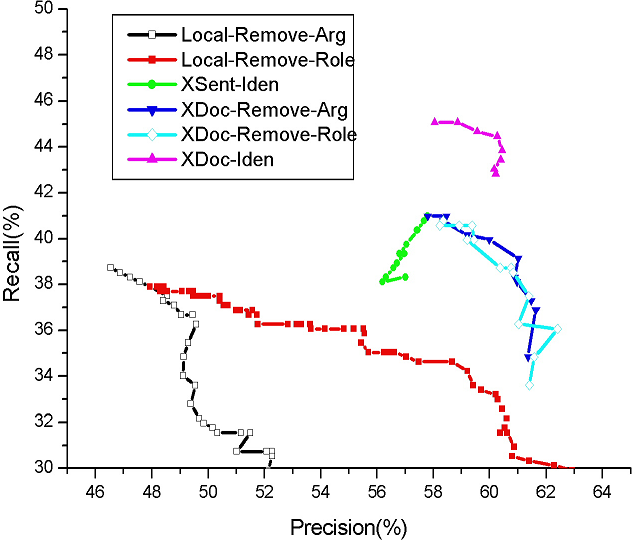 50
48
46
44
42
40
38
36
34
32
30
Recall(%)
Local-Remove-Arg
Local-Remove-Role
XSent-Iden
XDoc-Remove-Arg
XDoc-Remove-Role
XDoc-Iden
46 48 50 52 54 56 58 60 62 64
Precision(%)